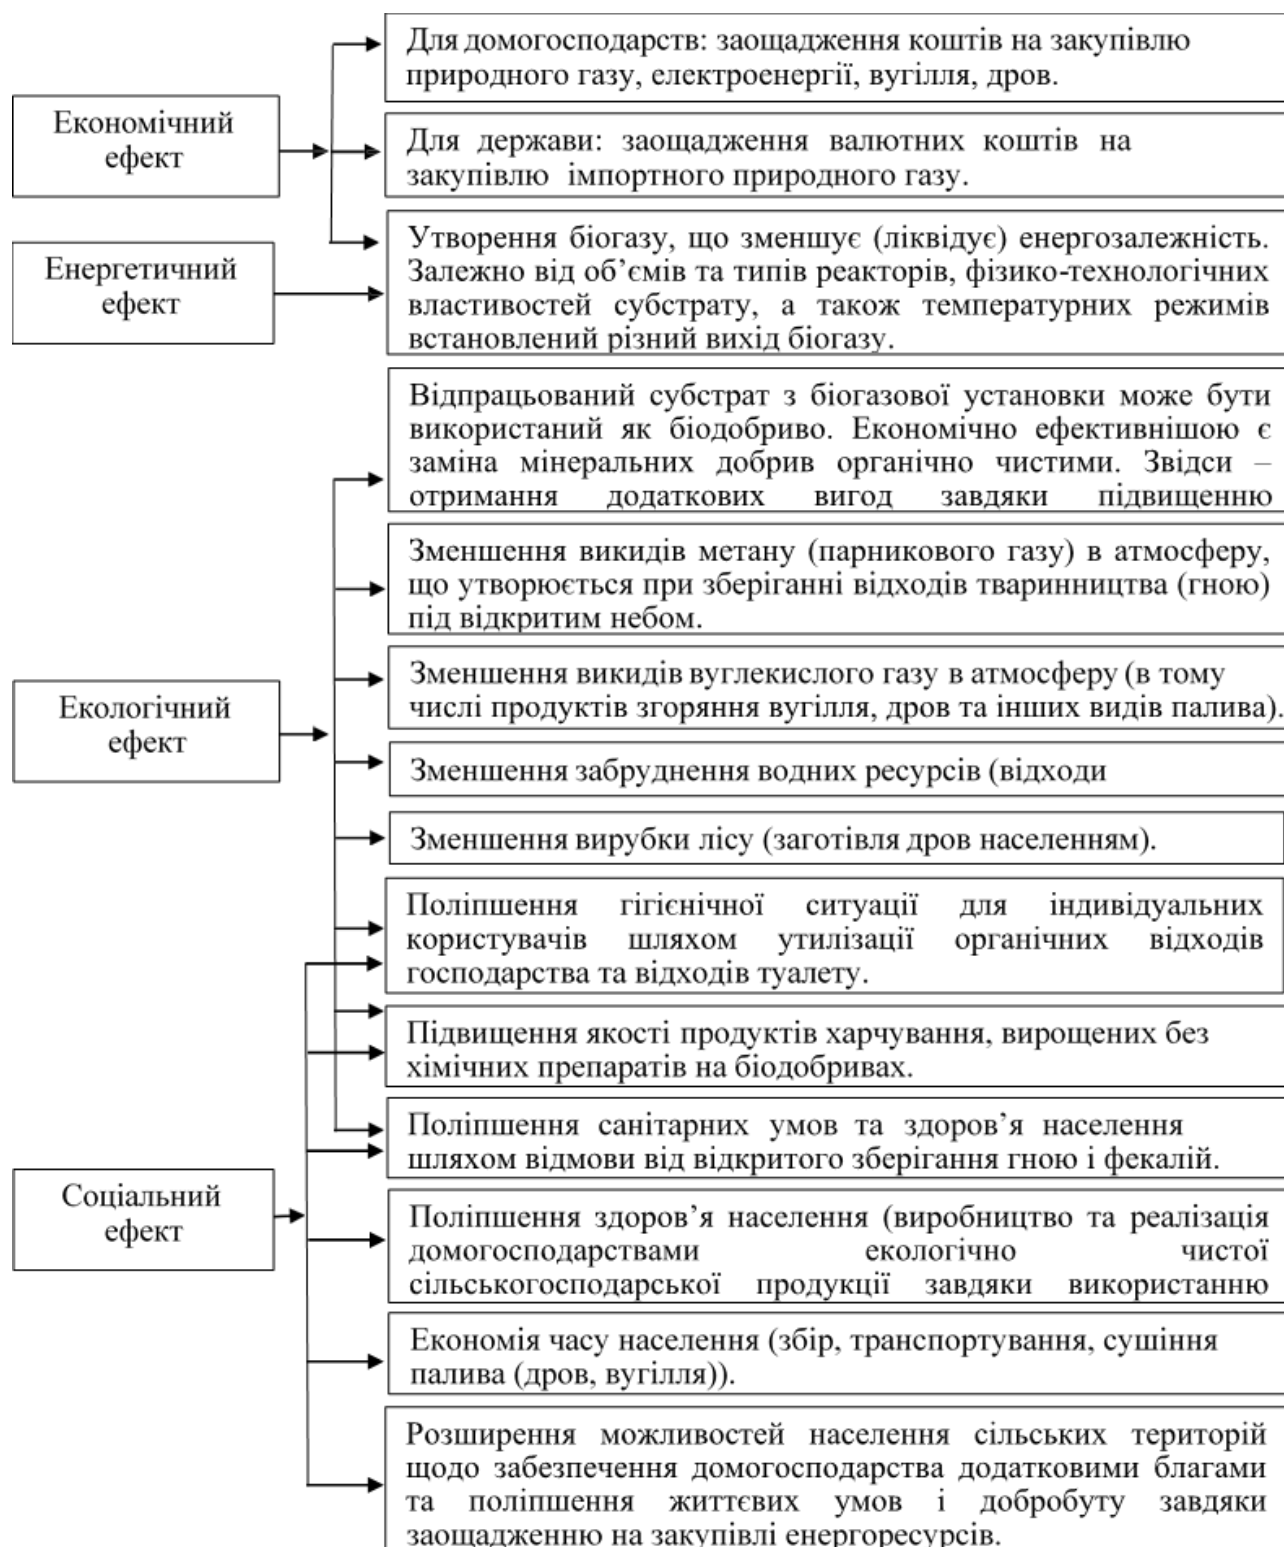 Для домогосподарств: заощадження коштів на закупівлю
природного газу, електроенергії, вугілля, дров.
Економічний
ефект
Для держави: заощадження валютних коштів на
закупівлю імпортного природного газу.
Утворення біогазу, що зменшує (ліквідує) енергозалежність.
Залежно від об’ємів та типів реакторів, фізико-технологічних
властивостей субстрату, а також температурних режимів
встановлений різний вихід біогазу.
Енергетичний
ефект
Відпрацьований субстрат з біогазової установки може бути
використаний як біодобриво. Економічно ефективнішою є
заміна мінеральних добрив органічно чистими. Звідси –
отримання додаткових вигод завдяки підвищенню
Зменшення викидів метану (парникового газу) в атмосферу,
що утворюється при зберіганні відходів тваринництва (гною)
під відкритим небом.
Зменшення викидів вуглекислого газу в атмосферу (в тому
числі продуктів згоряння вугілля, дров та інших видів палива).
Екологічний
ефект
Зменшення забруднення водних ресурсів (відходи
Зменшення вирубки лісу (заготівля дров населенням).
Поліпшення гігієнічної ситуації для індивідуальних
користувачів шляхом утилізації органічних відходів
господарства та відходів туалету.
Підвищення якості продуктів харчування, вирощених без
хімічних препаратів на біодобривах.
Поліпшення санітарних умов та здоров’я населення
шляхом відмови від відкритого зберігання гною і фекалій.
Соціальний
ефект
Поліпшення здоров’я населення (виробництво та реалізація
домогосподарствами екологічно чистої
сільськогосподарської продукції завдяки використанню
Економія часу населення (збір, транспортування, сушіння
палива (дров, вугілля)).
Розширення можливостей населення сільських територій
щодо забезпечення домогосподарства додатковими благами
та поліпшення життєвих умов і добробуту завдяки
заощадженню на закупівлі енергоресурсів.